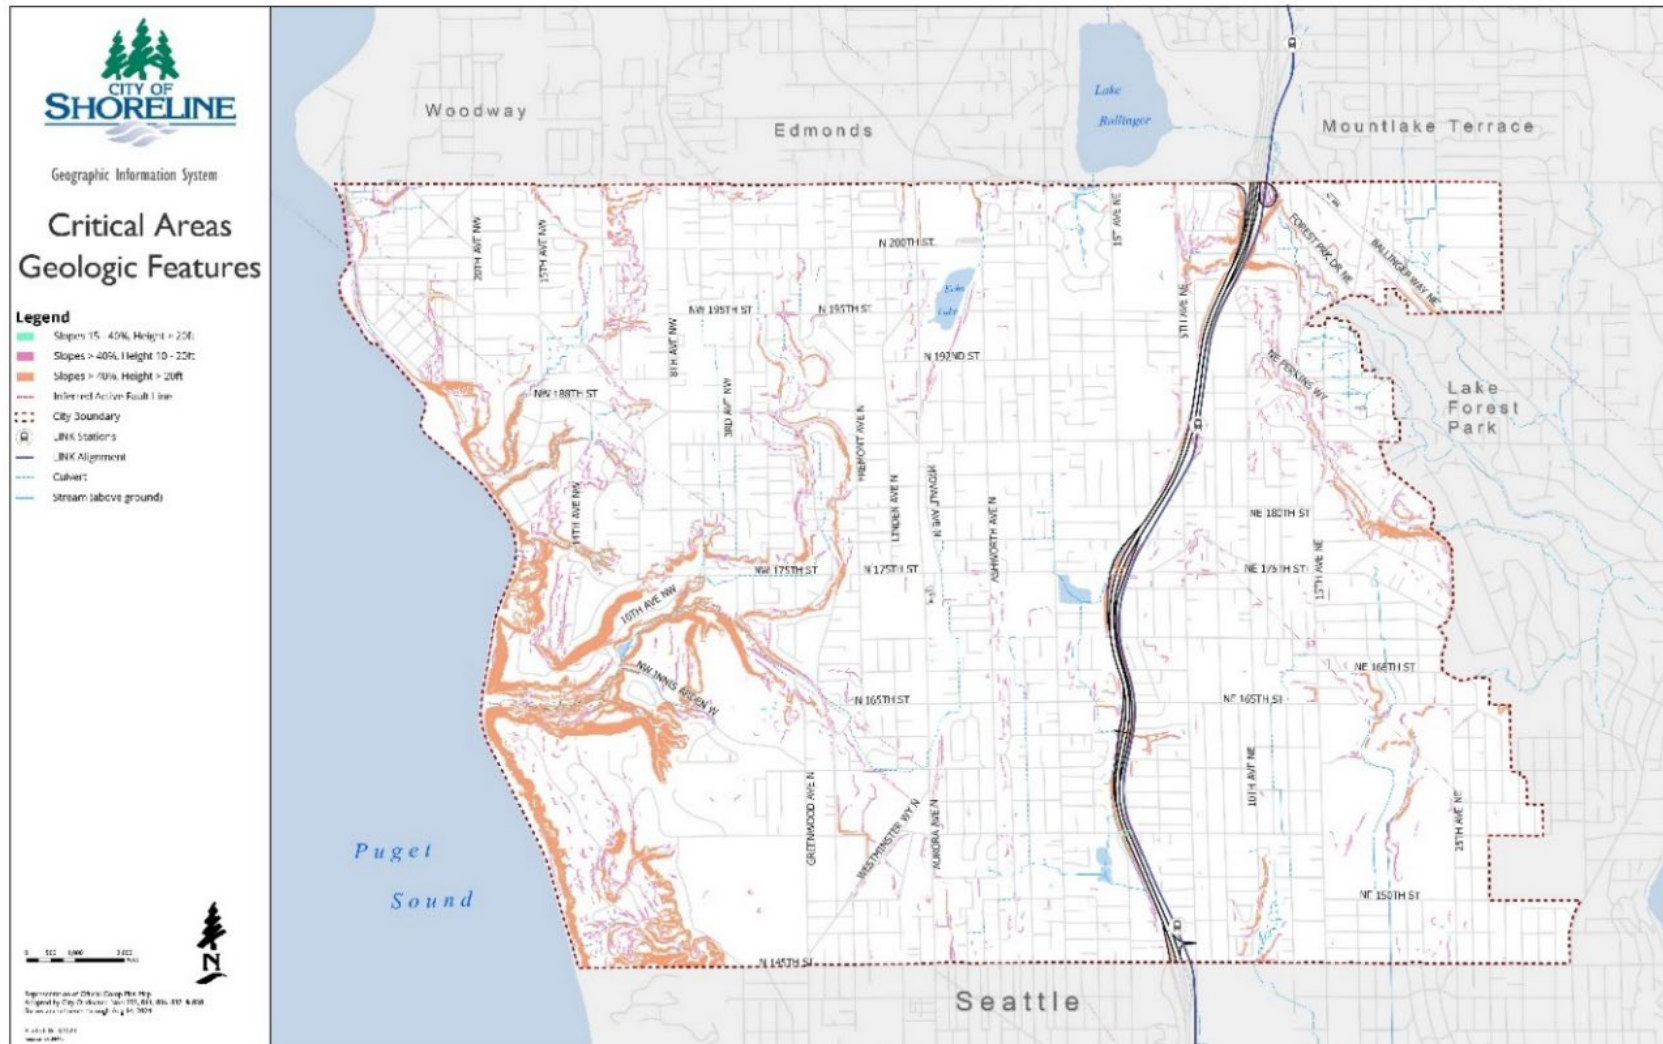 CITY OF
SHORELINE
Geographic Information System
Critical Areas
Geologic Features
Legend
Slopes 15 - 40%, Height > 20ft
Slopes > 40%, Height 10 - 20ft
Slopes > 40%, Height > 20ft
Inferred Active Fault Line
City Boundary
LINK Stations
LINK Alignment
Culvert
Stream (above ground)
N
Woodway
Edmonds
Lake
Ballinger
Mountlake Terrace
20TH AVE NW
15TH AVE NW
N 200TH ST
1ST AVE NE
FOREST PRK DR NE
BALLINGER WAY NE
Echo
Lake
NW 195TH ST
N 195TH ST
5TH AVE NE
8TH AVE NW
N 192ND ST
NE PERKINS WY
NW 188TH ST
3RD AVE NW
FREMONT AVE N
Lake
Forest
Park
14TH AVE NW
LINDEN AVE N
MIDVALE AVE N
ASHWORTH AVE N
NE 180TH ST
NW 175TH ST
N 175TH ST
NE 175TH ST
15TH AVE NE
10TH AVE NW
NW INNIS ARDEN W
N 165TH ST
NE 168TH ST
NE 165TH ST
GREENWOOD AVE N
WESTMINSTER WY N
AURORA AVE N
10TH AVE NE
25TH AVE NE
Puget
Sound
NE 150TH ST
N 145TH ST
Seattle